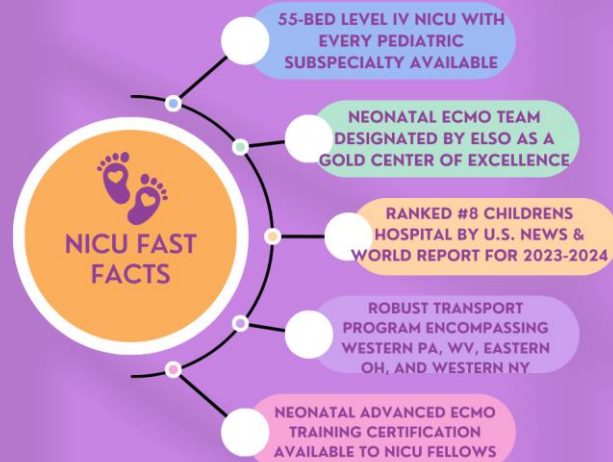 55-BED LEVEL IV NICU WITH
EVERY PEDIATRIC
SUBSPECIALTY AVAILABLE
NEONATAL ECMO TEAM
DESIGNATED BY ELSO AS A
GOLD CENTER OF EXCELLENCE
NICU FAST
FACTS
RANKED #8 CHILDRENS
HOSPITAL BY U.S. NEWS &
WORLD REPORT FOR 2023-2024
ROBUST TRANSPORT
PROGRAM ENCOMPASSING
WESTERN PA, WV, EASTERN
OH, AND WESTERN NY
NEONATAL ADVANCED ECMO
TRAINING CERTIFICATION
AVAILABLE TO NICU FELLOWS